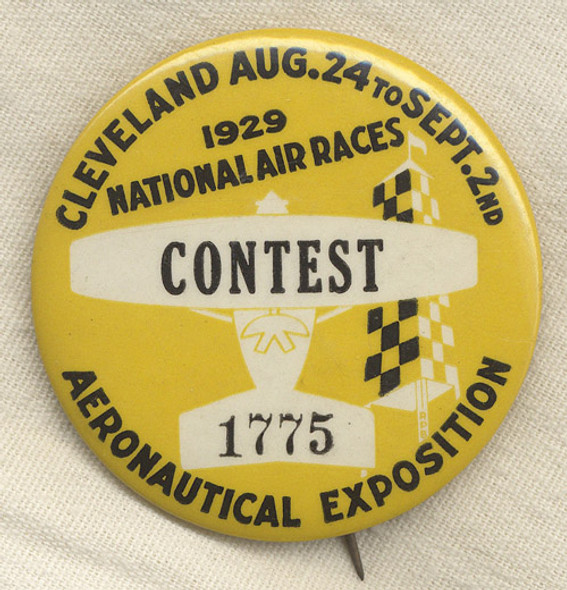 CLEVELAND AUG. 24 TO SEPT. 2ND
1929
NATIONAL AIR RACES
CONTEST
1775
AERONAUTICAL EXPOSITION